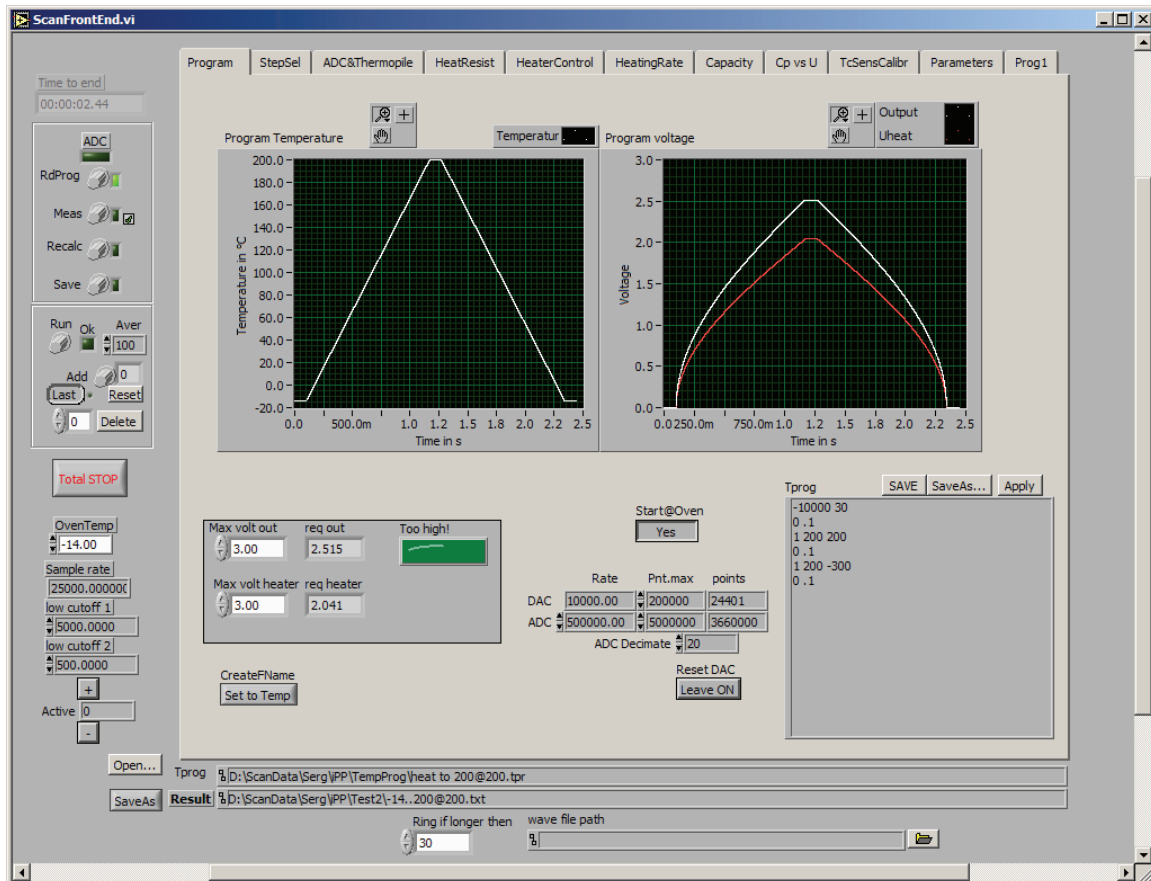 ScanFrontEnd.vi
Program StepSel ADC&Thermopile HeatResist HeaterControl HeatingRate Capacity Cp vs U TcSensCalibr Parameters Prog1
Time to end
00:00:02.44
ADC
RdProg
Meas
Recalc
Save
Run Ok Aver
100
Add 0
Last Reset
0 Delete
Total STOP
OvenTemp
-14.00
Sample rate
25000.000000
low cutoff 1
5000.0000
low cutoff 2
500.0000
+
Active 0
-
Program Temperature
Temperatur
200.0
180.0
160.0
140.0
120.0
100.0
80.0
60.0
40.0
20.0
0.0
-20.0
Temperature in ºC
0.0 500.0m 1.0 1.2 1.5 1.8 2.0 2.2 2.5
Time in s
Program voltage
Output
Uheat
3.0
2.5
2.0
1.5
1.0
0.5
0.0
Voltage
0.0 250.0m 750.0m 1.0 1.2 1.5 1.8 2.0 2.2 2.5
Time in s
Max volt out req out Too high!
3.00 2.515
Max volt heater req heater
3.00 2.041
CreateFName
Set to Temp
Start@Oven
Yes
Rate Pnt.max points
DAC 10000.00 200000 24401
ADC 500000.00 5000000 3660000
ADC Decimate 20
Reset DAC
Leave ON
Tprog SAVE SaveAs... Apply
-10000 30
0 .1
1 200 200
0 .1
1 200 -300
0 .1
Open... Tprog D:\ScanData\Serg\iPP\TempProg\heat to 200@200.tpr
SaveAs Result D:\ScanData\Serg\iPP\Test2\-14..200@200.txt
Ring if longer then wave file path
30